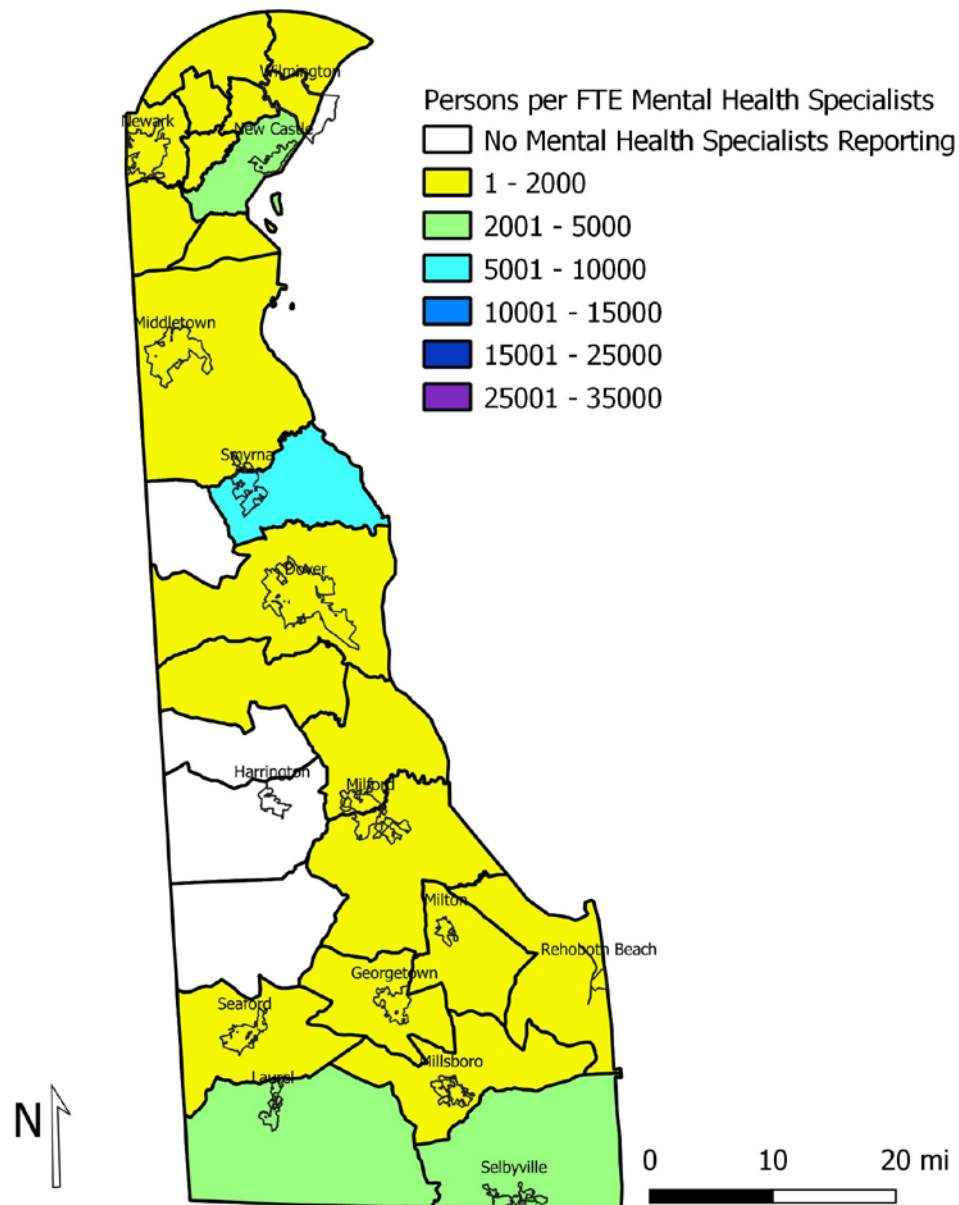 Wilmington
Persons per FTE Mental Health Specialists
Newark
New Castle
No Mental Health Specialists Reporting
1 - 2000
2001 - 5000
5001 - 10000
10001 - 15000
Middletown
15001 - 25000
25001 - 35000
Smyrna
Dover
Harrington
Milford
Milton
Rehoboth Beach
Georgetown
Seaford
Millsboro
Laurel
N
Selbyville
0 10 20 mi